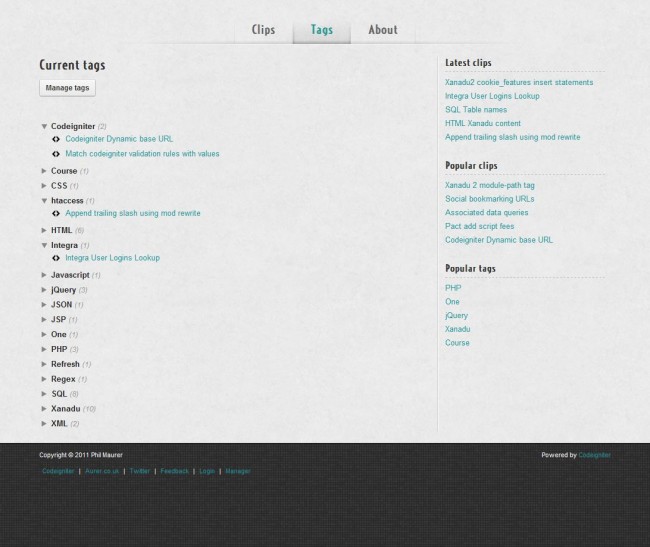 Clips Tags About
Current tags
Manage tags
Codeigniter (2)
Codeigniter Dynamic base URL
Match codeigniter validation rules with values
Course (1)
CSS (1)
htaccess (1)
Append trailing slash using mod rewrite
HTML (6)
Integra (1)
Integra User Logins Lookup
Javascript (1)
jQuery (3)
JSON (1)
JSP (1)
One (1)
PHP (3)
Refresh (1)
Regex (1)
SQL (8)
Xanadu (10)
XML (2)
Latest clips
Xanadu2 cookie_features insert statements
Integra User Logins Lookup
SQL Table names
HTML Xanadu content
Append trailing slash using mod rewrite
Popular clips
Xanadu 2 module-path tag
Social bookmarking URLs
Associated data queries
Pact add script fees
Codeigniter Dynamic base URL
Popular tags
PHP
One
jQuery
Xanadu
Course
Copyright © 2011 Phil Maurer
Codeigniter | Aurer.co.uk | Twitter | Feedback | Login | Manager
Powered by Codeigniter